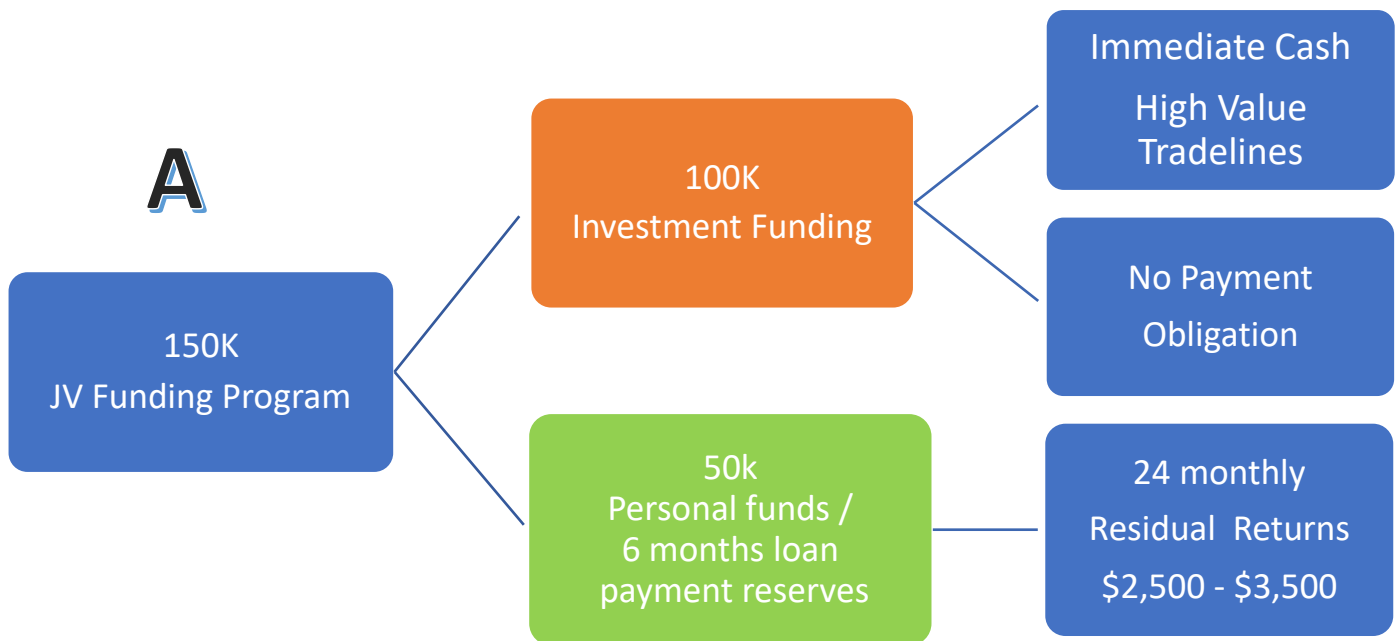 A
150K
JV Funding Program
100K
Investment Funding
50k
Personal funds /
6 months loan
payment reserves
Immediate Cash
High Value
Tradelines
No Payment
Obligation
24 monthly
Residual Returns
$2,500 - $3,500